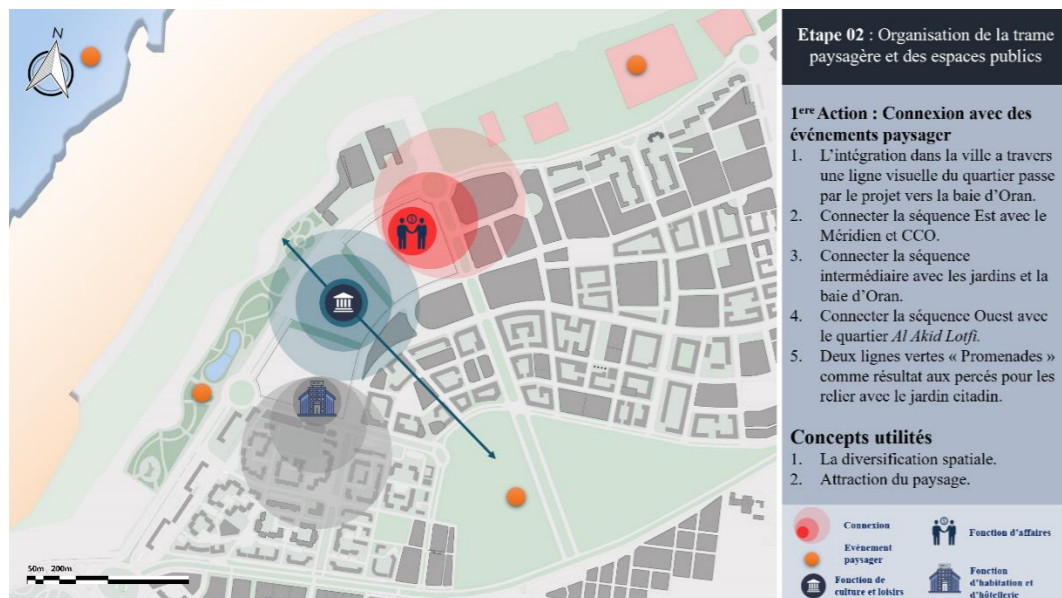 N
50m 200m
Etape 02 : Organisation de la trame
paysagère et des espaces publics
1ere Action : Connexion avec des
événements paysager
1. L'intégration dans la ville a travers
une ligne visuelle du quartier passe
par le projet vers la baie d'Oran.
2. Connecter la séquence Est avec le
Méridien et CCO.
3. Connecter la séquence
intermédiaire avec les jardins et la
baie d'Oran.
4. Connecter la séquence Ouest avec
le quartier Al Akid Lotfi.
5. Deux lignes vertes « Promenades »
comme résultat aux percés pour les
relier avec le jardin citadin.
Concepts utilités
1. La diversification spatiale.
2. Attraction du paysage.
Connexion
Evénement
paysager
Fonction de
culture et loisirs
Fonction d'affaires
Fonction
d'habitation et
d'hôtellerie